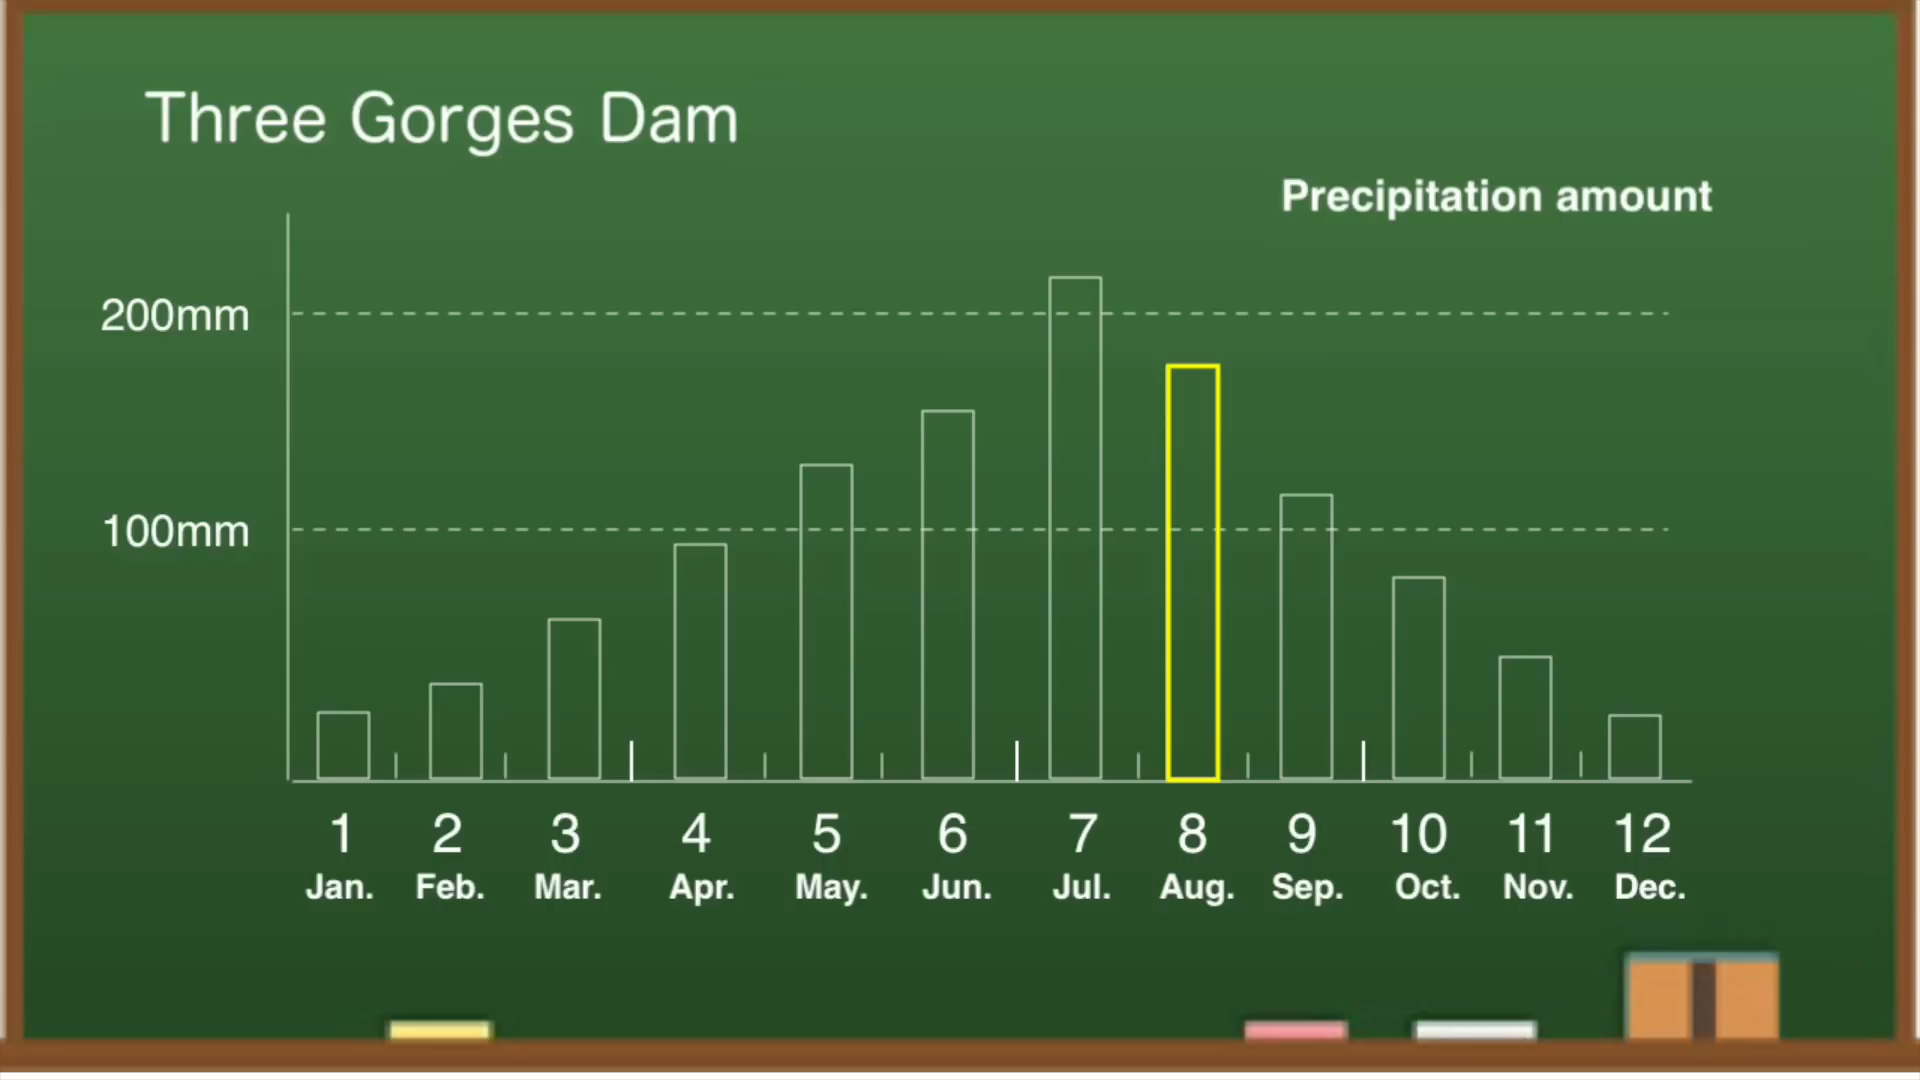 Three Gorges Dam
Precipitation amount
200mm
100mm
1 2 3 4 5 6 7 8 9 10 11 12
Jan. Feb. Mar. Apr. May. Jun. Jul. Aug. Sep. Oct. Nov. Dec.